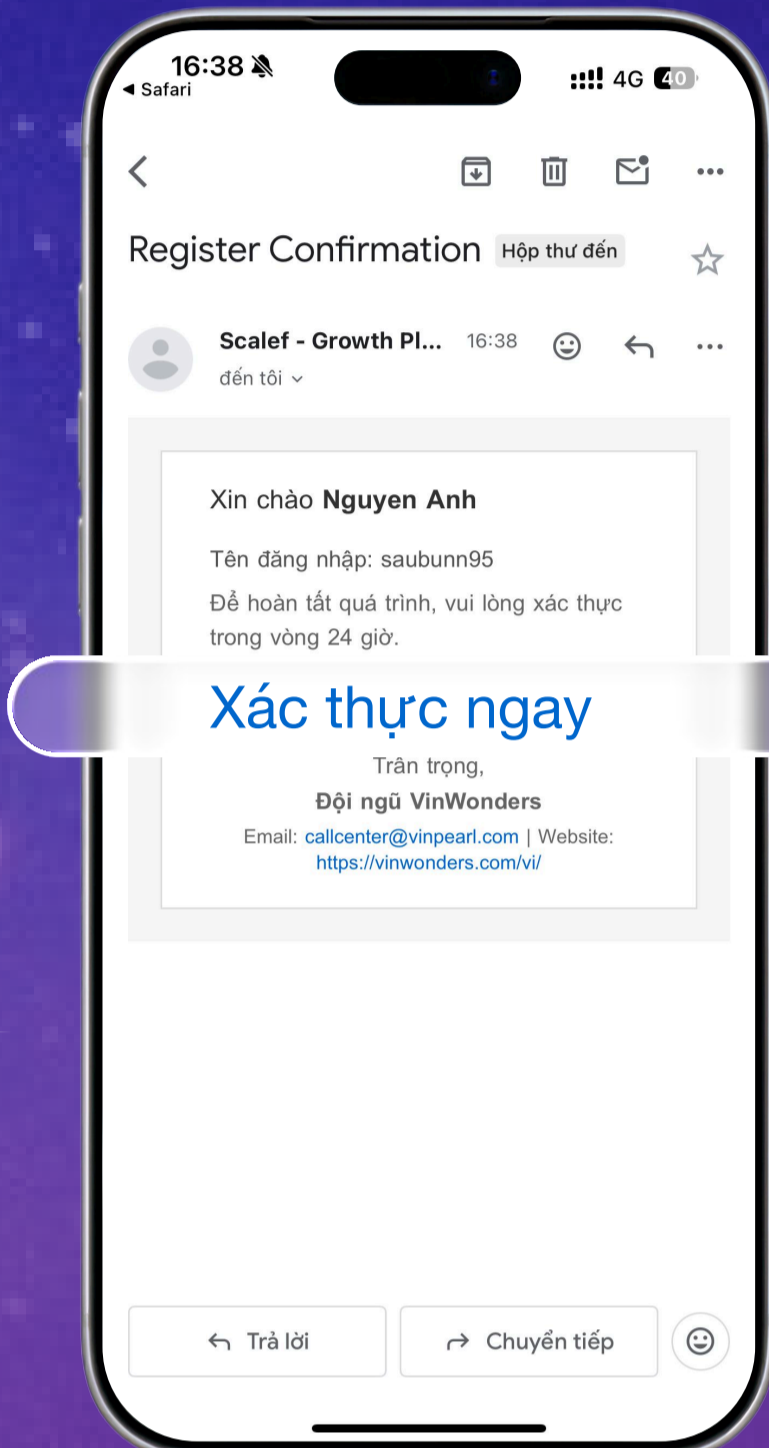 16:38
◀ Safari
4G 40
Register Confirmation Hộp thư đến
Scalef - Growth Pl... 16:38
đến tôi
Xin chào Nguyen Anh
Tên đăng nhập: saubunn95
Để hoàn tất quá trình, vui lòng xác thực
trong vòng 24 giờ.
Xác thực ngay
Trân trọng,
Đội ngũ VinWonders
Email: callcenter@vinpearl.com | Website:
https://vinwonders.com/vi/
Trả lời
Chuyển tiếp